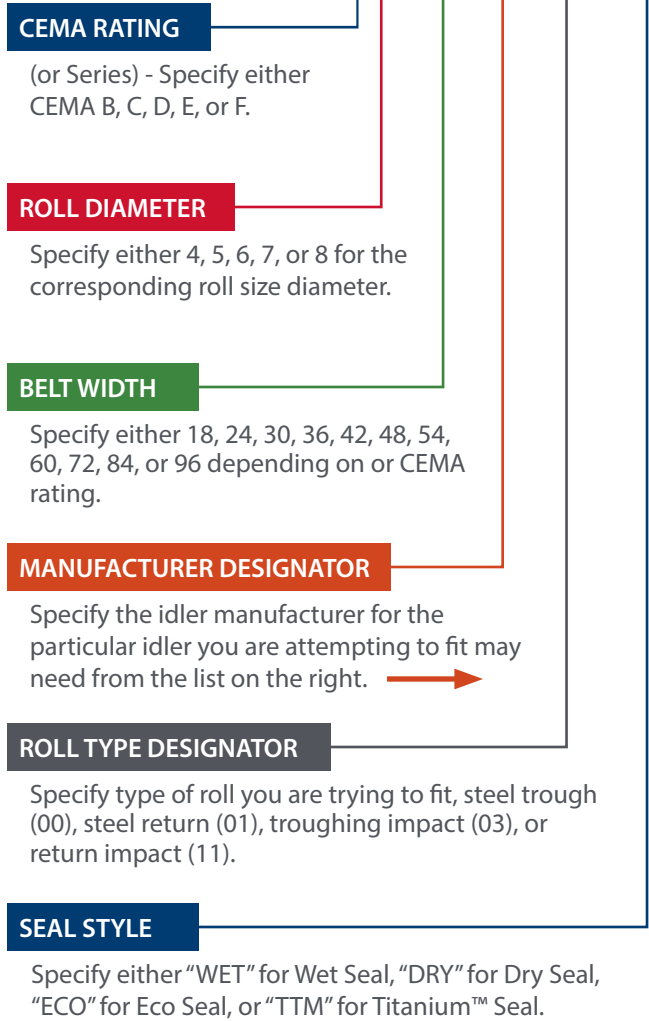 CEMA RATING
(or Series) - Specify either
CEMA B, C, D, E, or F.
ROLL DIAMETER
Specify either 4, 5, 6, 7, or 8 for the
corresponding roll size diameter.
BELT WIDTH
Specify either 18, 24, 30, 36, 42, 48, 54,
60, 72, 84, or 96 depending on or CEMA
rating.
MANUFACTURER DESIGNATOR
Specify the idler manufacturer for the
particular idler you are attempting to fit may
need from the list on the right.
ROLL TYPE DESIGNATOR
Specify type of roll you are trying to fit, steel trough
(00), steel return (01), troughing impact (03), or
return impact (11).
SEAL STYLE
Specify either “WET” for Wet Seal, “DRY” for Dry Seal,
“ECO” for Eco Seal, or “TTM” for Titanium™ Seal.